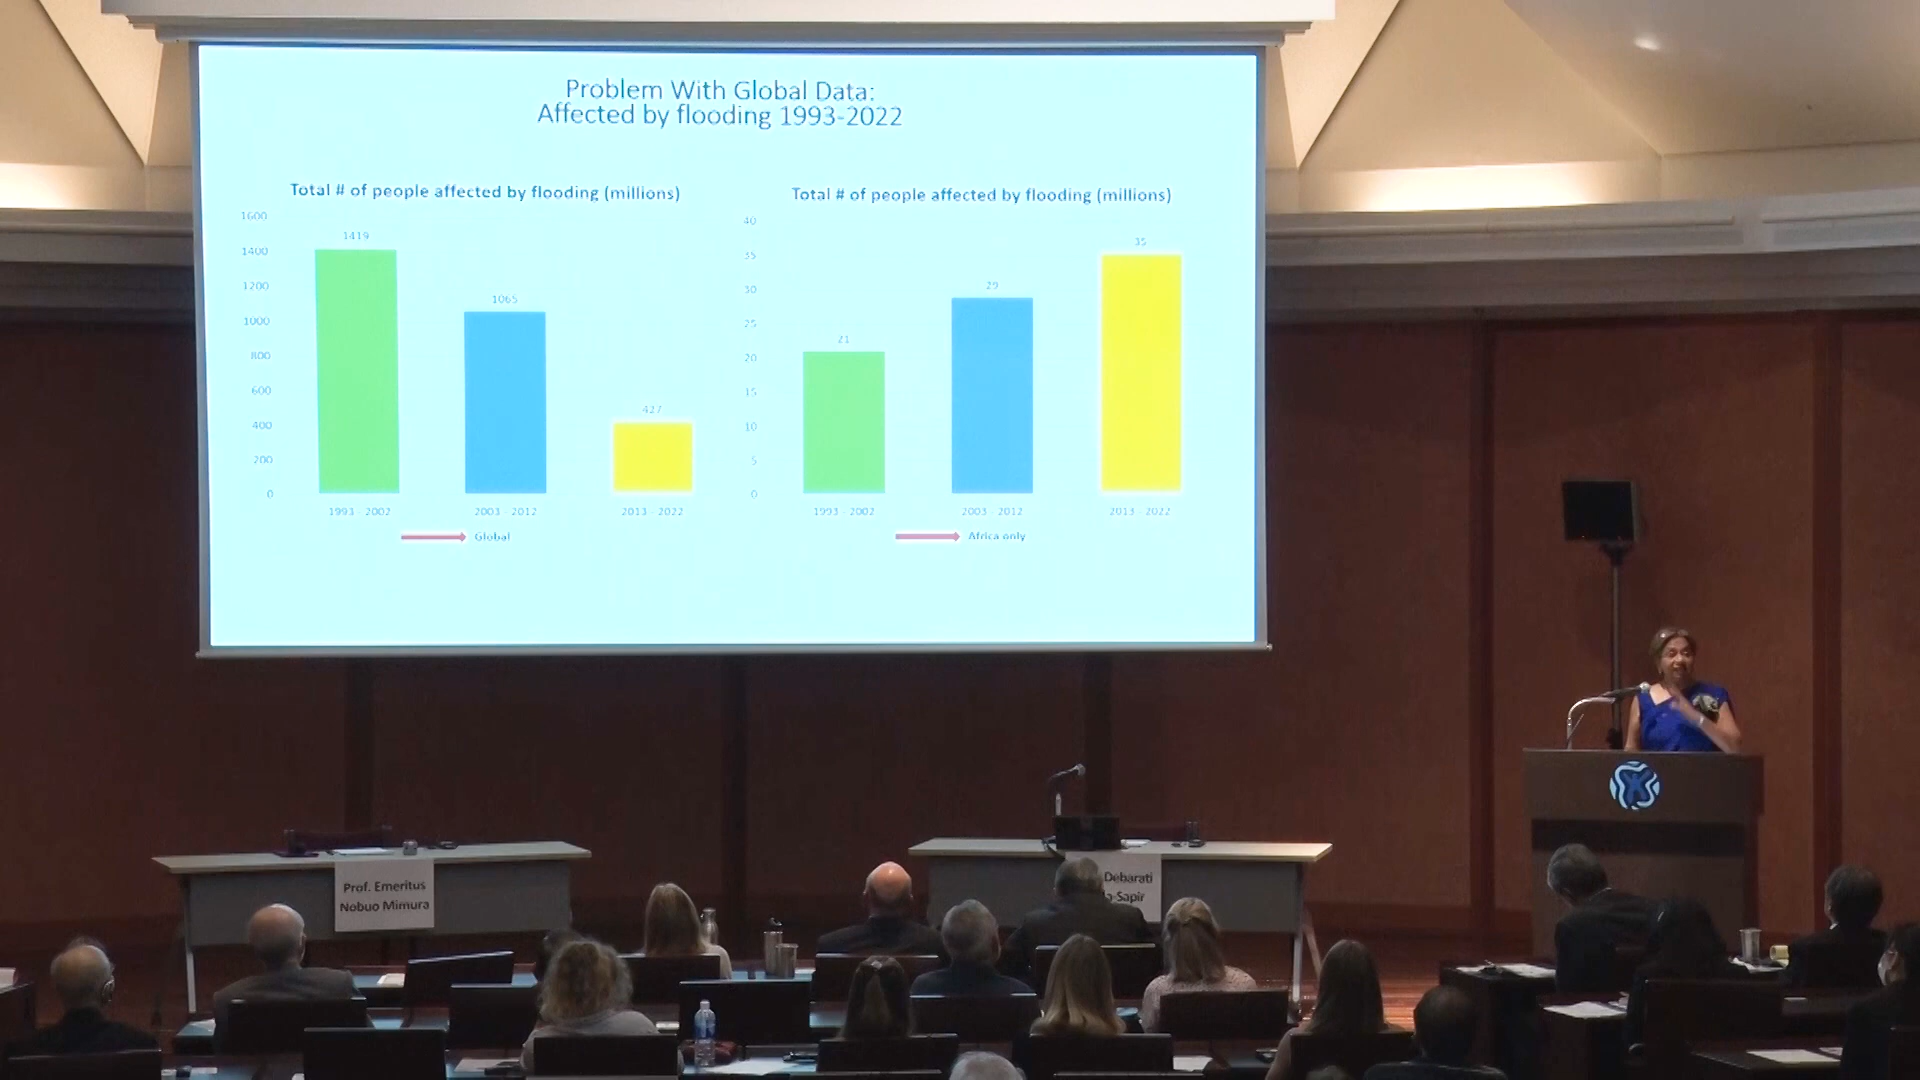 Problem With Global Data:
Affected by flooding 1993-2022
Total # of people affected by flooding (millions)
1600
1400
1200
1000
800
600
400
200
0
1419
1065
427
1993 - 2002
2003 - 2012
2013 - 2022
Global
Total # of people affected by flooding (millions)
40
35
30
25
20
15
10
5
0
21
29
35
1993 - 2002
2003 - 2012
2013 - 2022
Africa only
Prof. Emeritus
Nobuo Mimura
Debarati
-Sapir